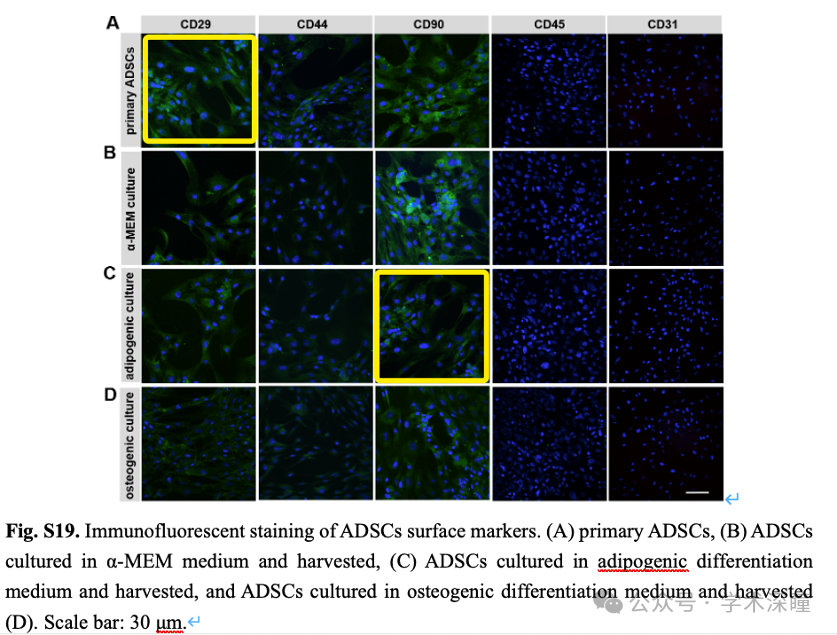 A CD29 CD44 CD90 CD45 CD31
primary ADSCs
B
α-MEM culture
C
adipogenic culture
D
osteogenic culture
Fig. S19. Immunofluorescent staining of ADSCs surface markers. (A) primary ADSCs, (B) ADSCs
cultured in α-MEM medium and harvested, (C) ADSCs cultured in adipogenic differentiation
medium and harvested, and ADSCs cultured in osteogenic differentiation medium and harvested
(D). Scale bar: 30 μm.↵
公众号 · 学术深瞳